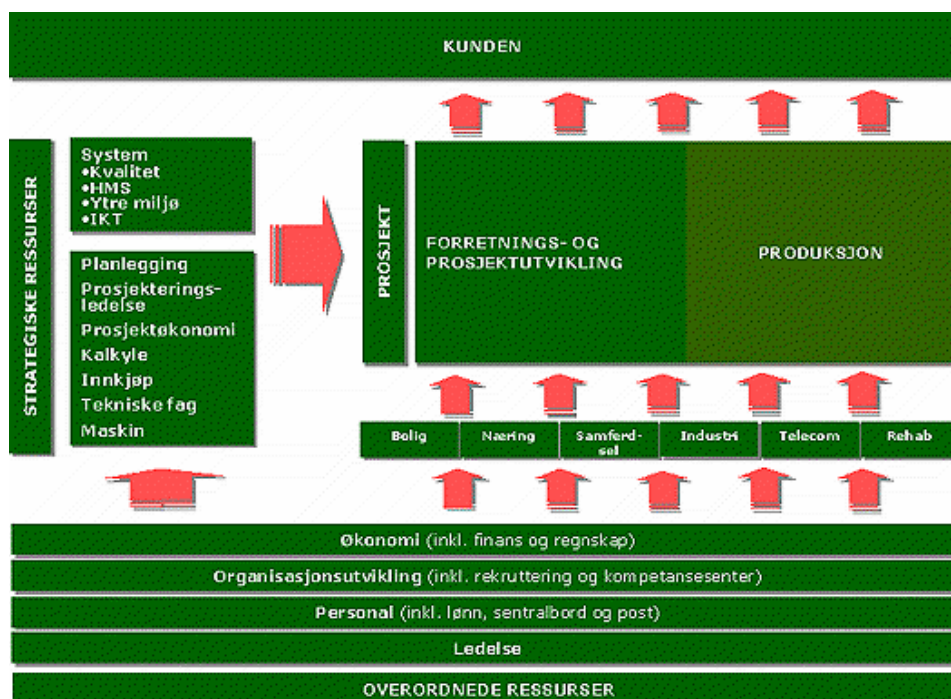 KUNDEN
STRATEGISKE RESSURSER
System
•Kvalitet
•HMS
•Ytre miljø
•IKT
Planlegging
Prosjekterings-
ledelse
Prosjektøkonomi
Kalkyle
Innkjøp
Tekniske fag
Maskin
PROSJEKT
FORRETNINGS- OG
PROSJEKTUTVIKLING
PRODUKSJON
Bolig
Næring
Samferd-
sel
Industri
Telecom
Rehab
Økonomi (inkl. finans og regnskap)
Organisasjonsutvikling (inkl. rekruttering og kompetansesenter)
Personal (inkl. lønn, sentralbord og post)
Ledelse
OVERORDNEDE RESSURSER